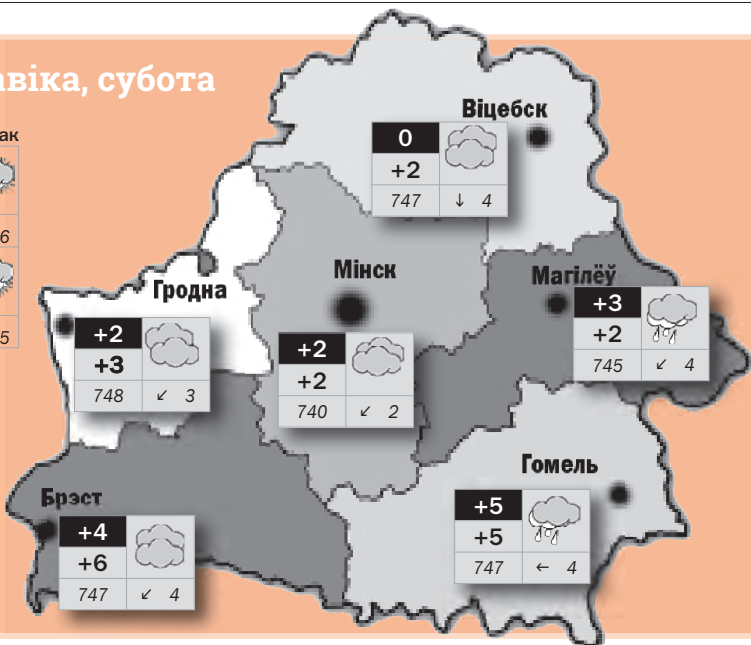 авіка, субота
ак
6
5
Віцебск
0
+2
747 ↓ 4
Мінск
+2
+2
740 ↙ 2
Магілёў
+3
+2
745 ↙ 4
Гродна
+2
+3
748 ↙ 3
Гомель
+5
+5
747 ← 4
Брэст
+4
+6
747 ↙ 4